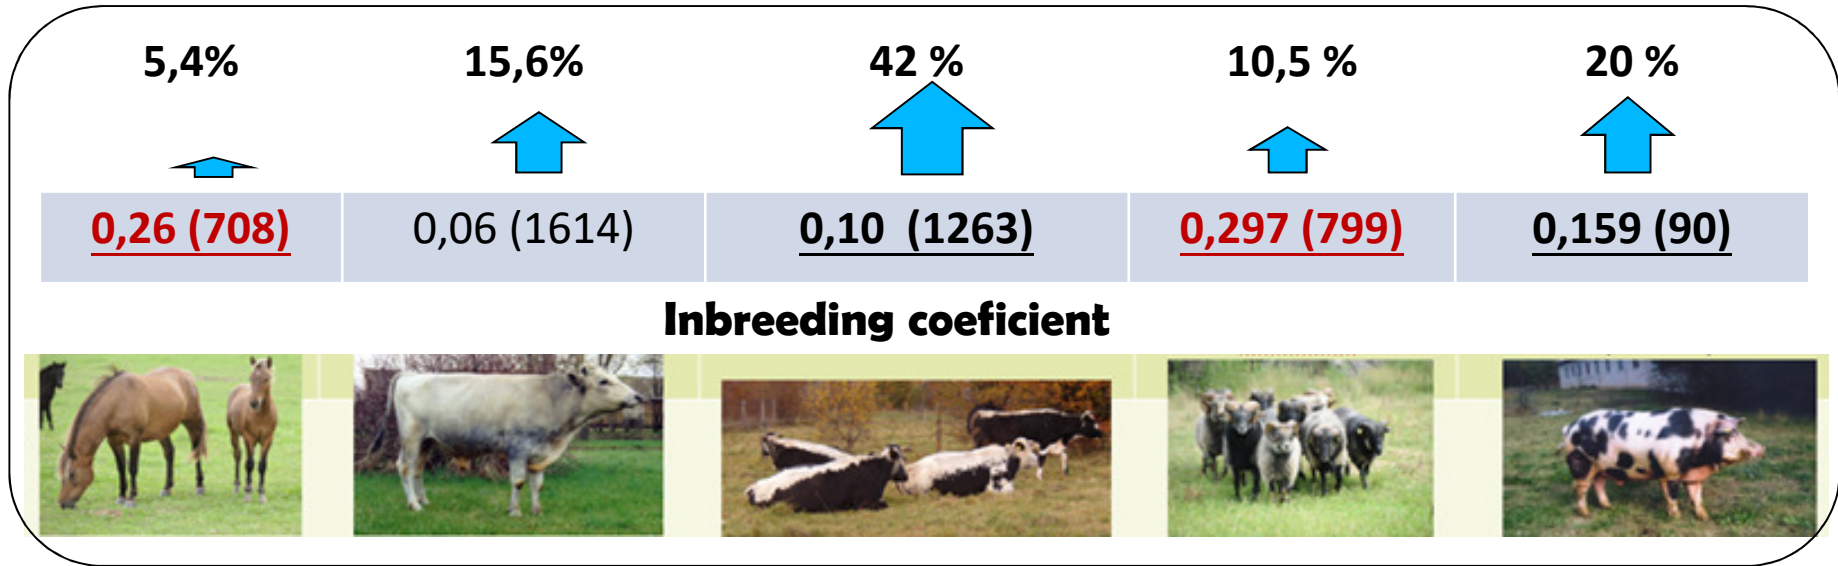 5,4% 15,6% 42 % 10,5 % 20 %
0,26 (708) 0,06 (1614) 0,10 (1263) 0,297 (799) 0,159 (90)
Inbreeding coeficient